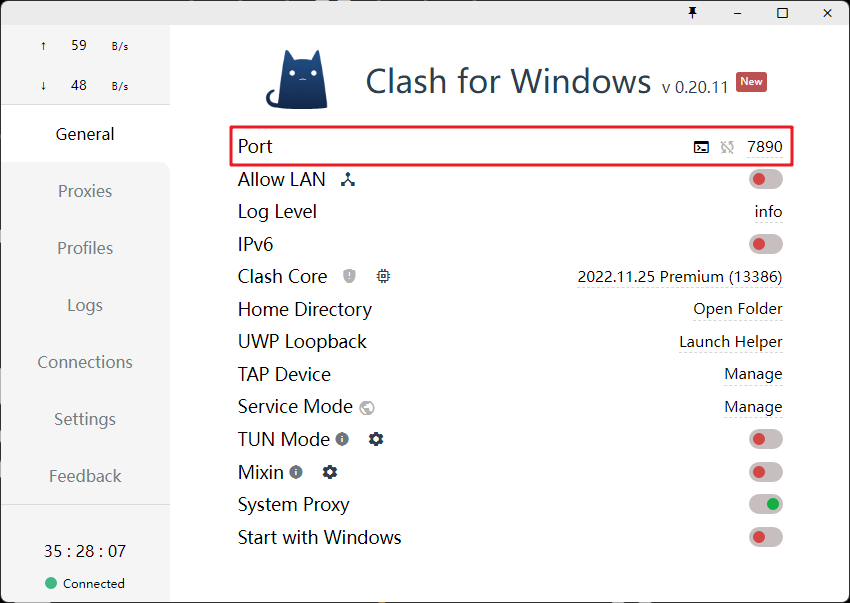 ↑ 59 B/s
↓ 48 B/s
General
Proxies
Profiles
Logs
Connections
Settings
Feedback
35 : 28 : 07
Connected
Clash for Windows v 0.20.11 New
Port 7890
Allow LAN
Log Level info
IPv6
Clash Core 2022.11.25 Premium (13386)
Home Directory Open Folder
UWP Loopback Launch Helper
TAP Device Manage
Service Mode Manage
TUN Mode
Mixin
System Proxy
Start with Windows